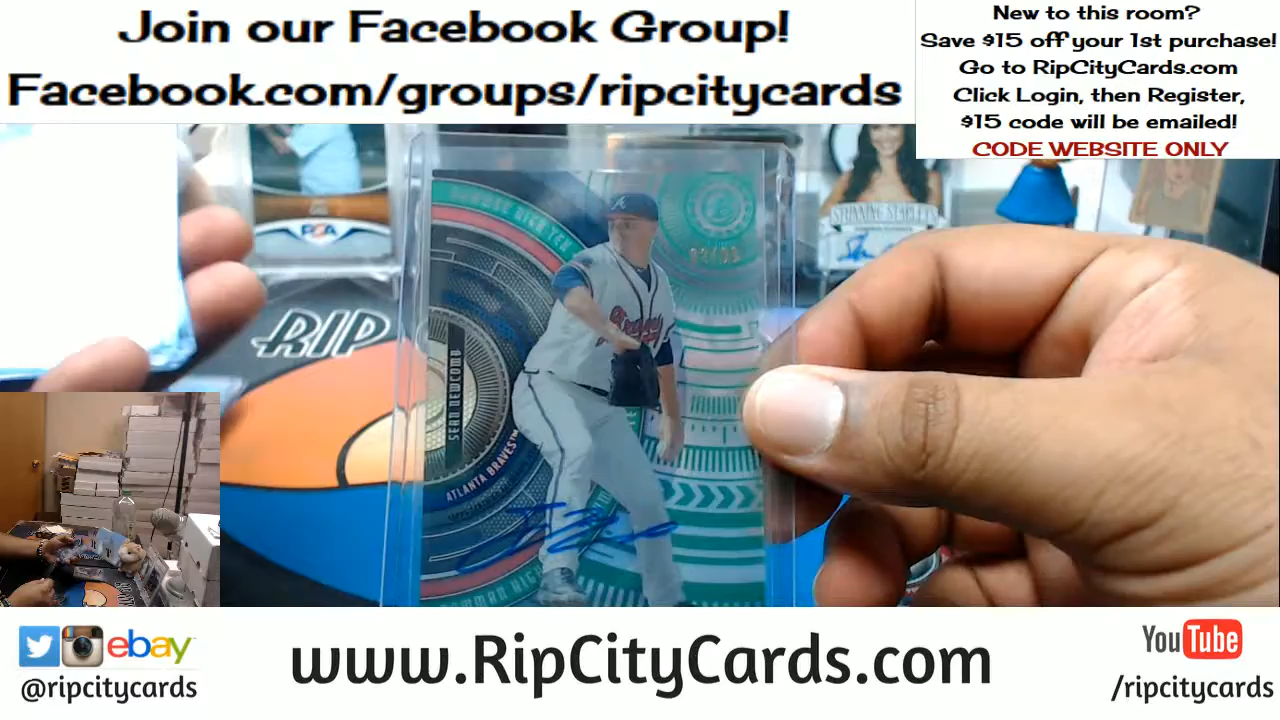 Join our Facebook Group!
Facebook.com/groups/ripcitycards
New to this room?
Save $15 off your 1st purchase!
Go to RipCityCards.com
Click Login, then Register,
$15 code will be emailed!
CODE WEBSITE ONLY
PSA
RIP
SEAN NEWCOMB
ATLANTA BRAVES™
ebay
@ripcitycards
www.RipCityCards.com
YouTube
/ripcitycards